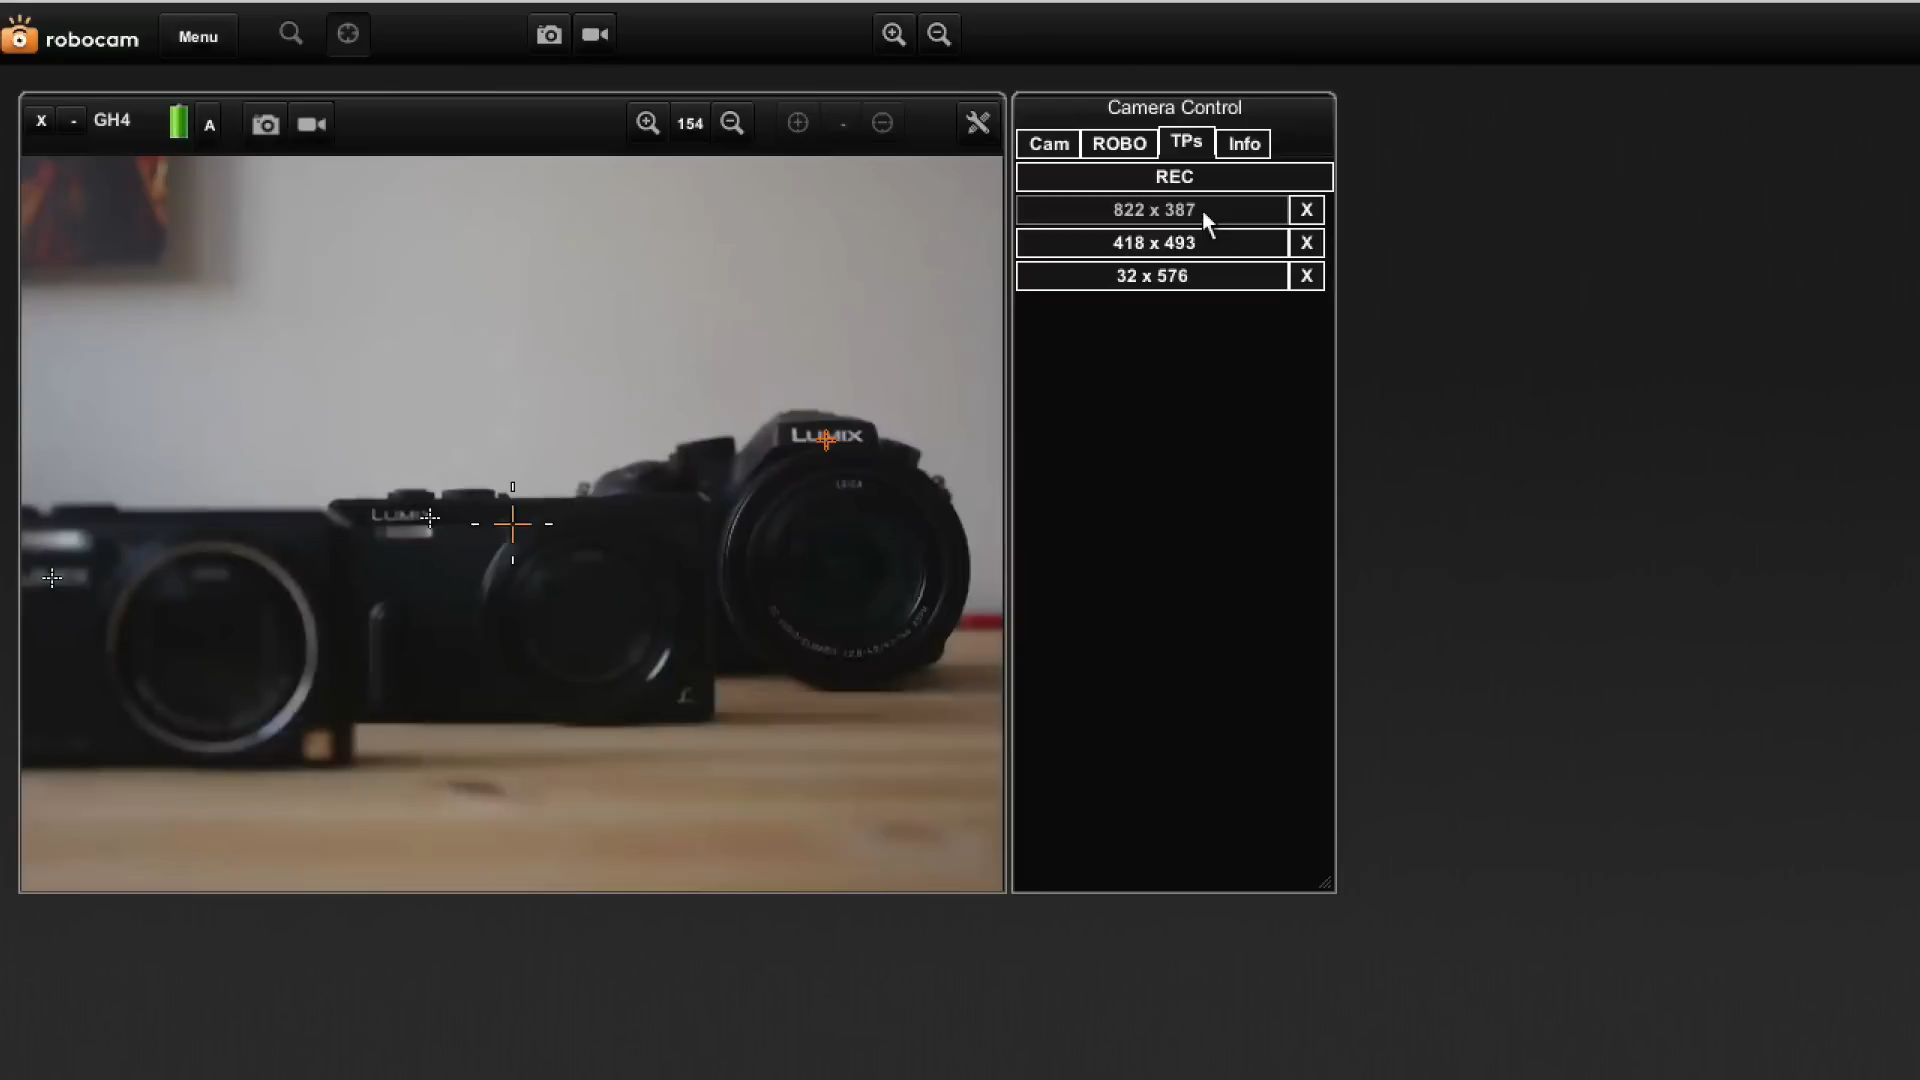 robocam
Menu
X
-
GH4
A
154
-
Camera Control
Cam
ROBO
TPs
Info
REC
822 x 387
X
418 x 493
X
32 x 576
X
LUMIX
LEICA
LUMIX
L